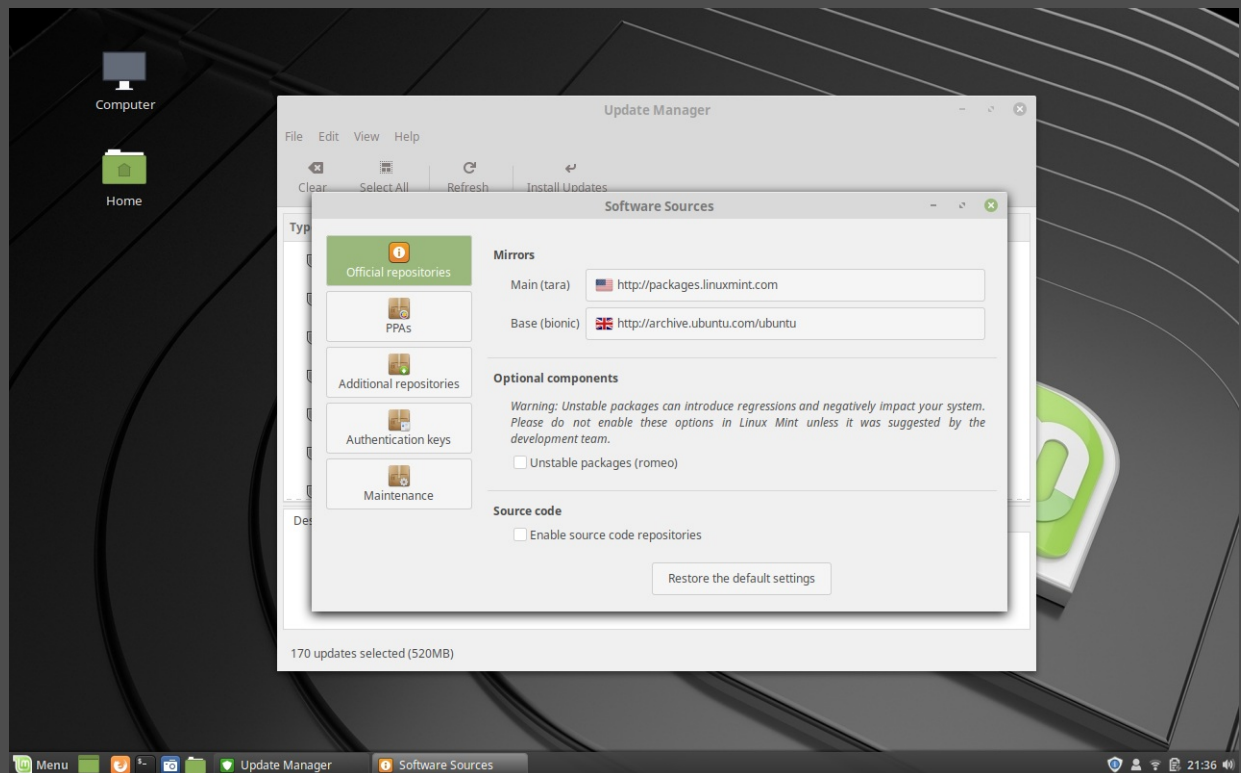 Computer
Home
Update Manager
File Edit View Help
Clear Select All Refresh Install Updates
Software Sources
Typ
Official repositories
PPAs
Additional repositories
Authentication keys
Maintenance
Mirrors
Main (tara) http://packages.linuxmint.com
Base (bionic) http://archive.ubuntu.com/ubuntu
Optional components
Warning: Unstable packages can introduce regressions and negatively impact your system.
Please do not enable these options in Linux Mint unless it was suggested by the
development team.
Unstable packages (romeo)
Source code
Enable source code repositories
Restore the default settings
Des
170 updates selected (520MB)
Menu Update Manager Software Sources 21:36